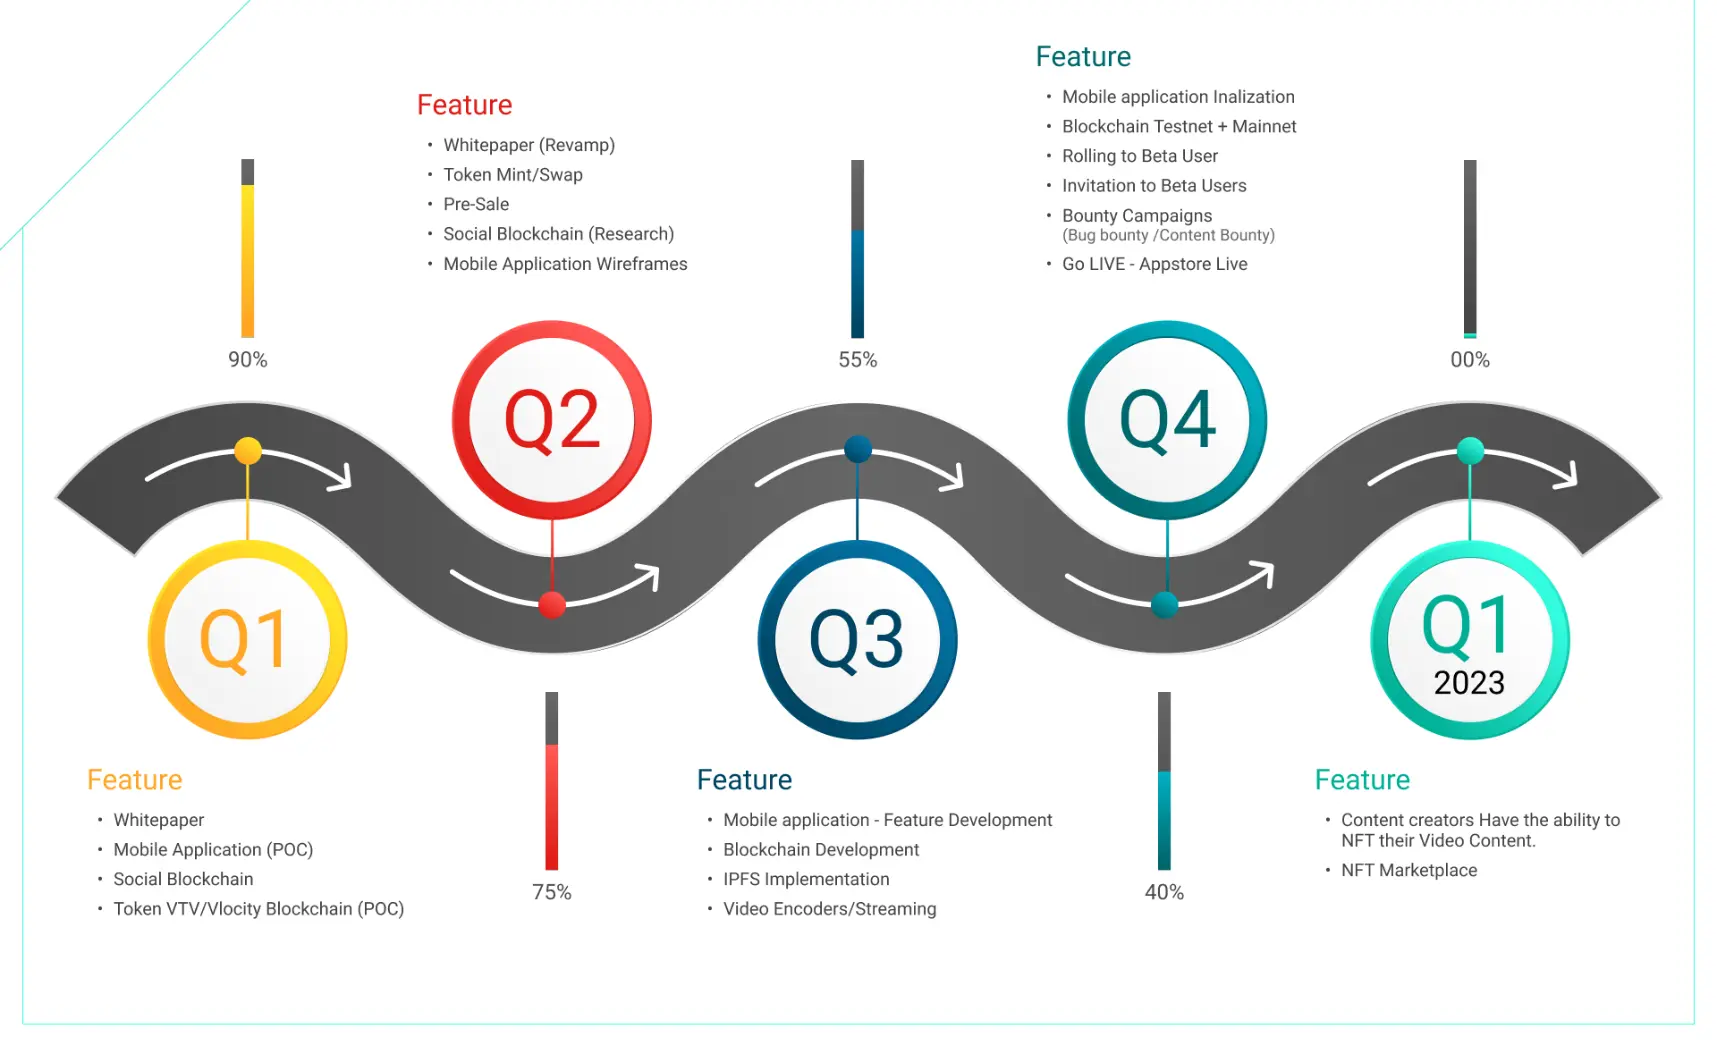 90%
Q1
Feature
Whitepaper
Mobile Application (POC)
Social Blockchain
Token VTV/Vlocity Blockchain (POC)
Feature
Whitepaper (Revamp)
Token Mint/Swap
Pre-Sale
Social Blockchain (Research)
Mobile Application Wireframes
Q2
75%
55%
Q3
Feature
Mobile application - Feature Development
Blockchain Development
IPFS Implementation
Video Encoders/Streaming
Feature
Mobile application Inalization
Blockchain Testnet + Mainnet
Rolling to Beta User
Invitation to Beta Users
Bounty Campaigns
(Bug bounty /Content Bounty)
Go LIVE - Appstore Live
Q4
40%
00%
Q1
2023
Feature
Content creators Have the ability to
NFT their Video Content.
NFT Marketplace